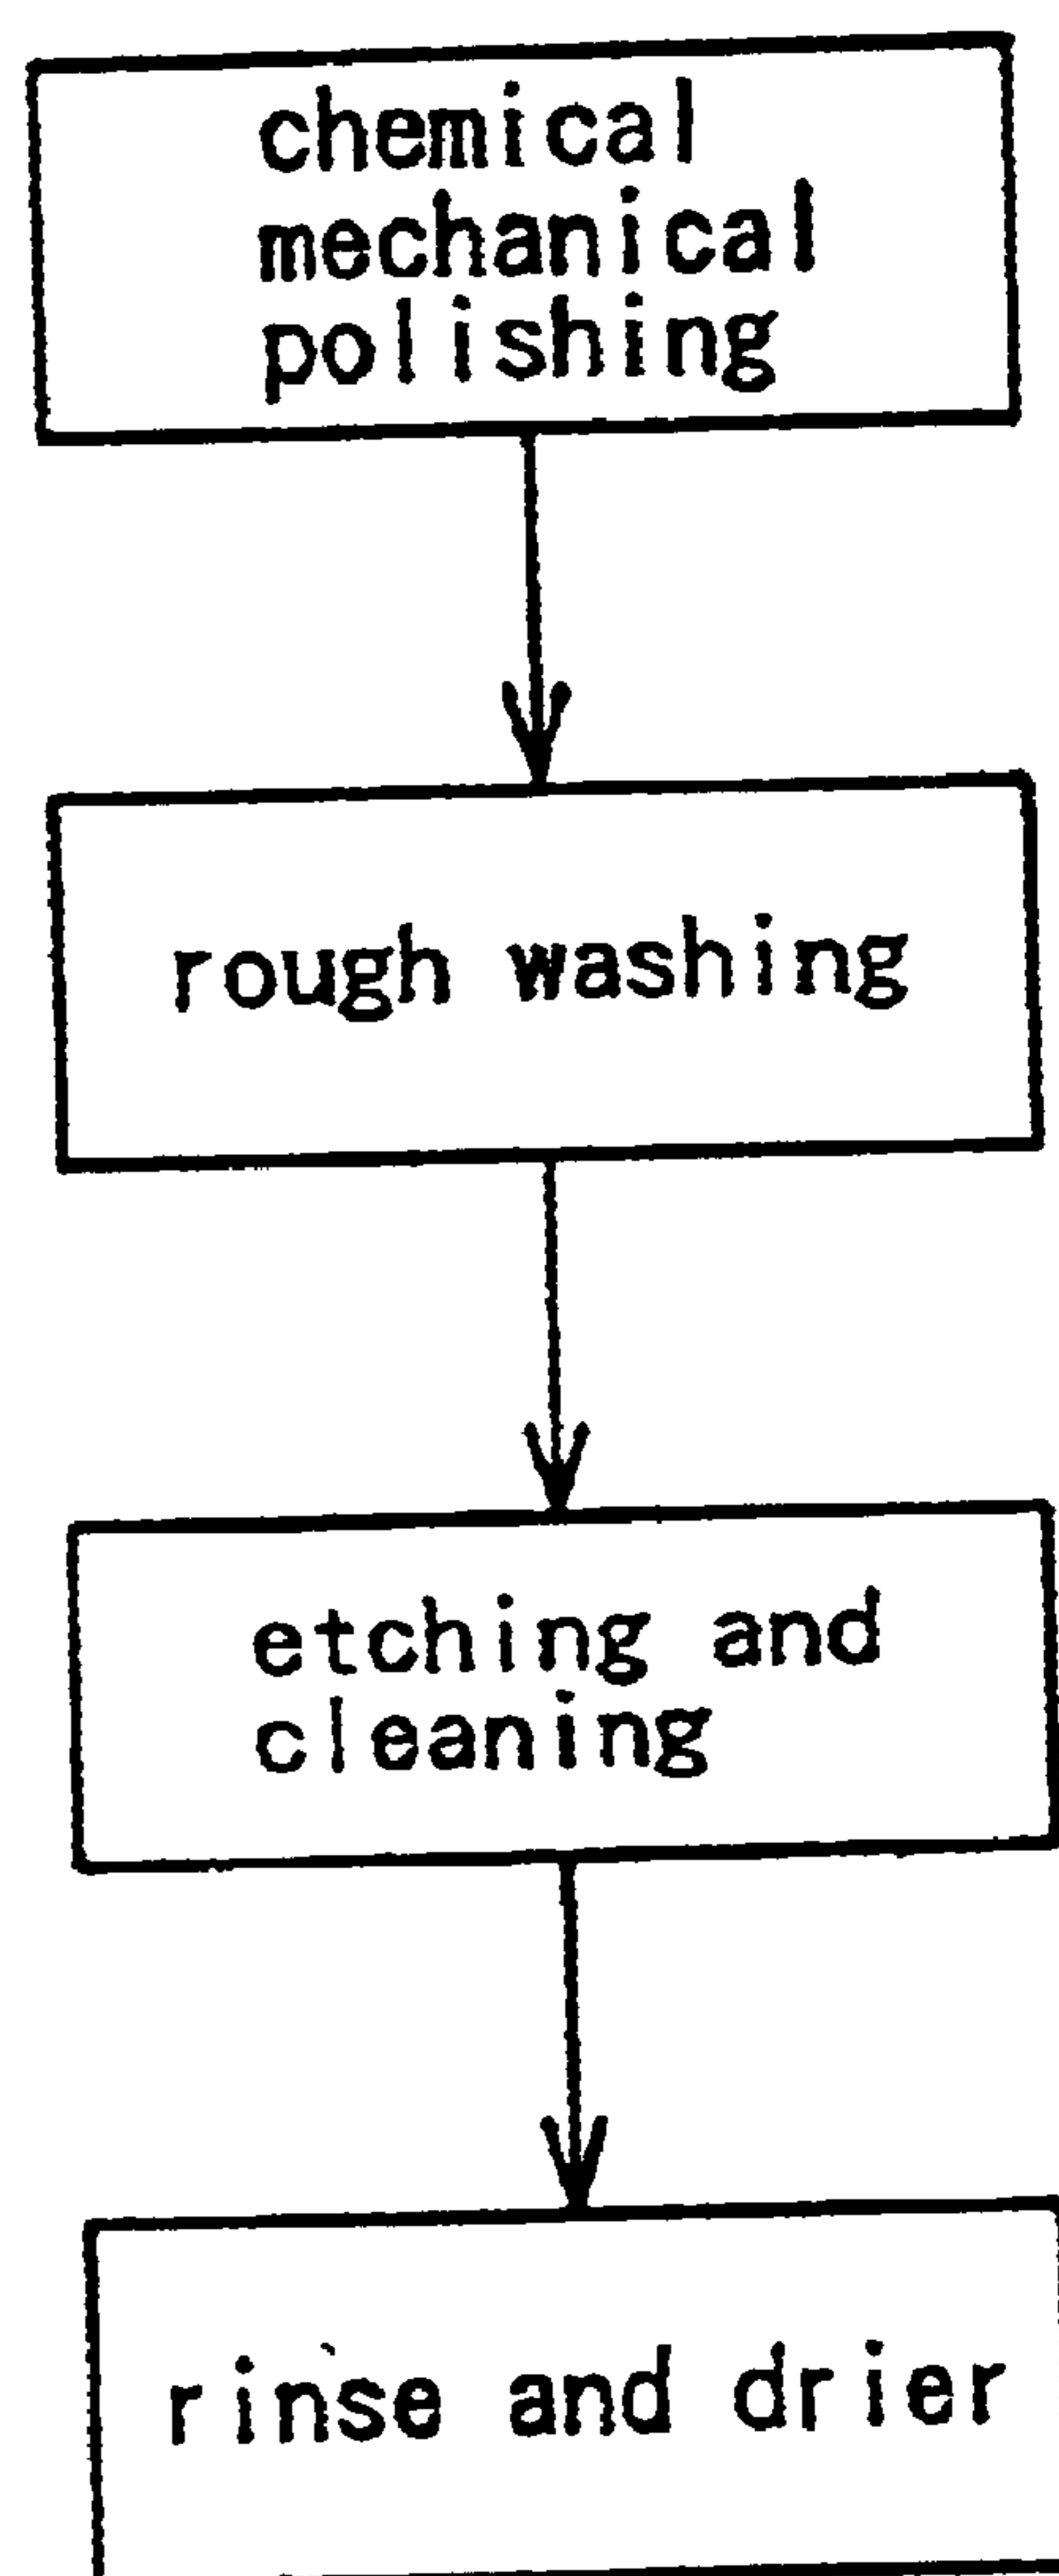 chemical
mechanical
polishing
rough washing
etching and
cleaning
rinse and drier